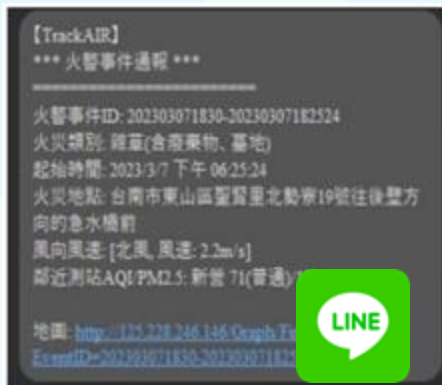 【TrackAIR】
*** 火警事件通報 ***
========================
火警事件ID: 202303071830-20230307182524
火災類別: 雜草(含廢棄物、墓地)
起始時間: 2023/3/7 下午 06:25:24
火災地點: 台南市東山區聖賢里北勢寮19號往後壁方
向的急水橋前
風向風速: [北風, 風速: 2.2m/s]
鄰近測站AQI/PM2.5: 新營 71(普通)/
地圖: http://125.228.246.146/Graph/
EventID=202303071830-2023030718252
LINE